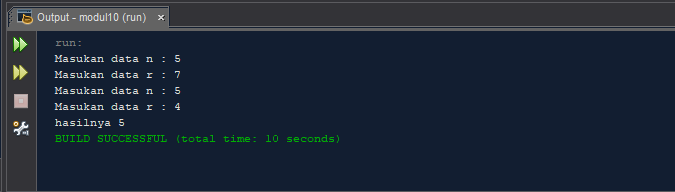 Output - modul10 (run) ×
run:
Masukan data n : 5
Masukan data r : 7
Masukan data n : 5
Masukan data r : 4
hasilnya 5
BUILD SUCCESSFUL (total time: 10 seconds)